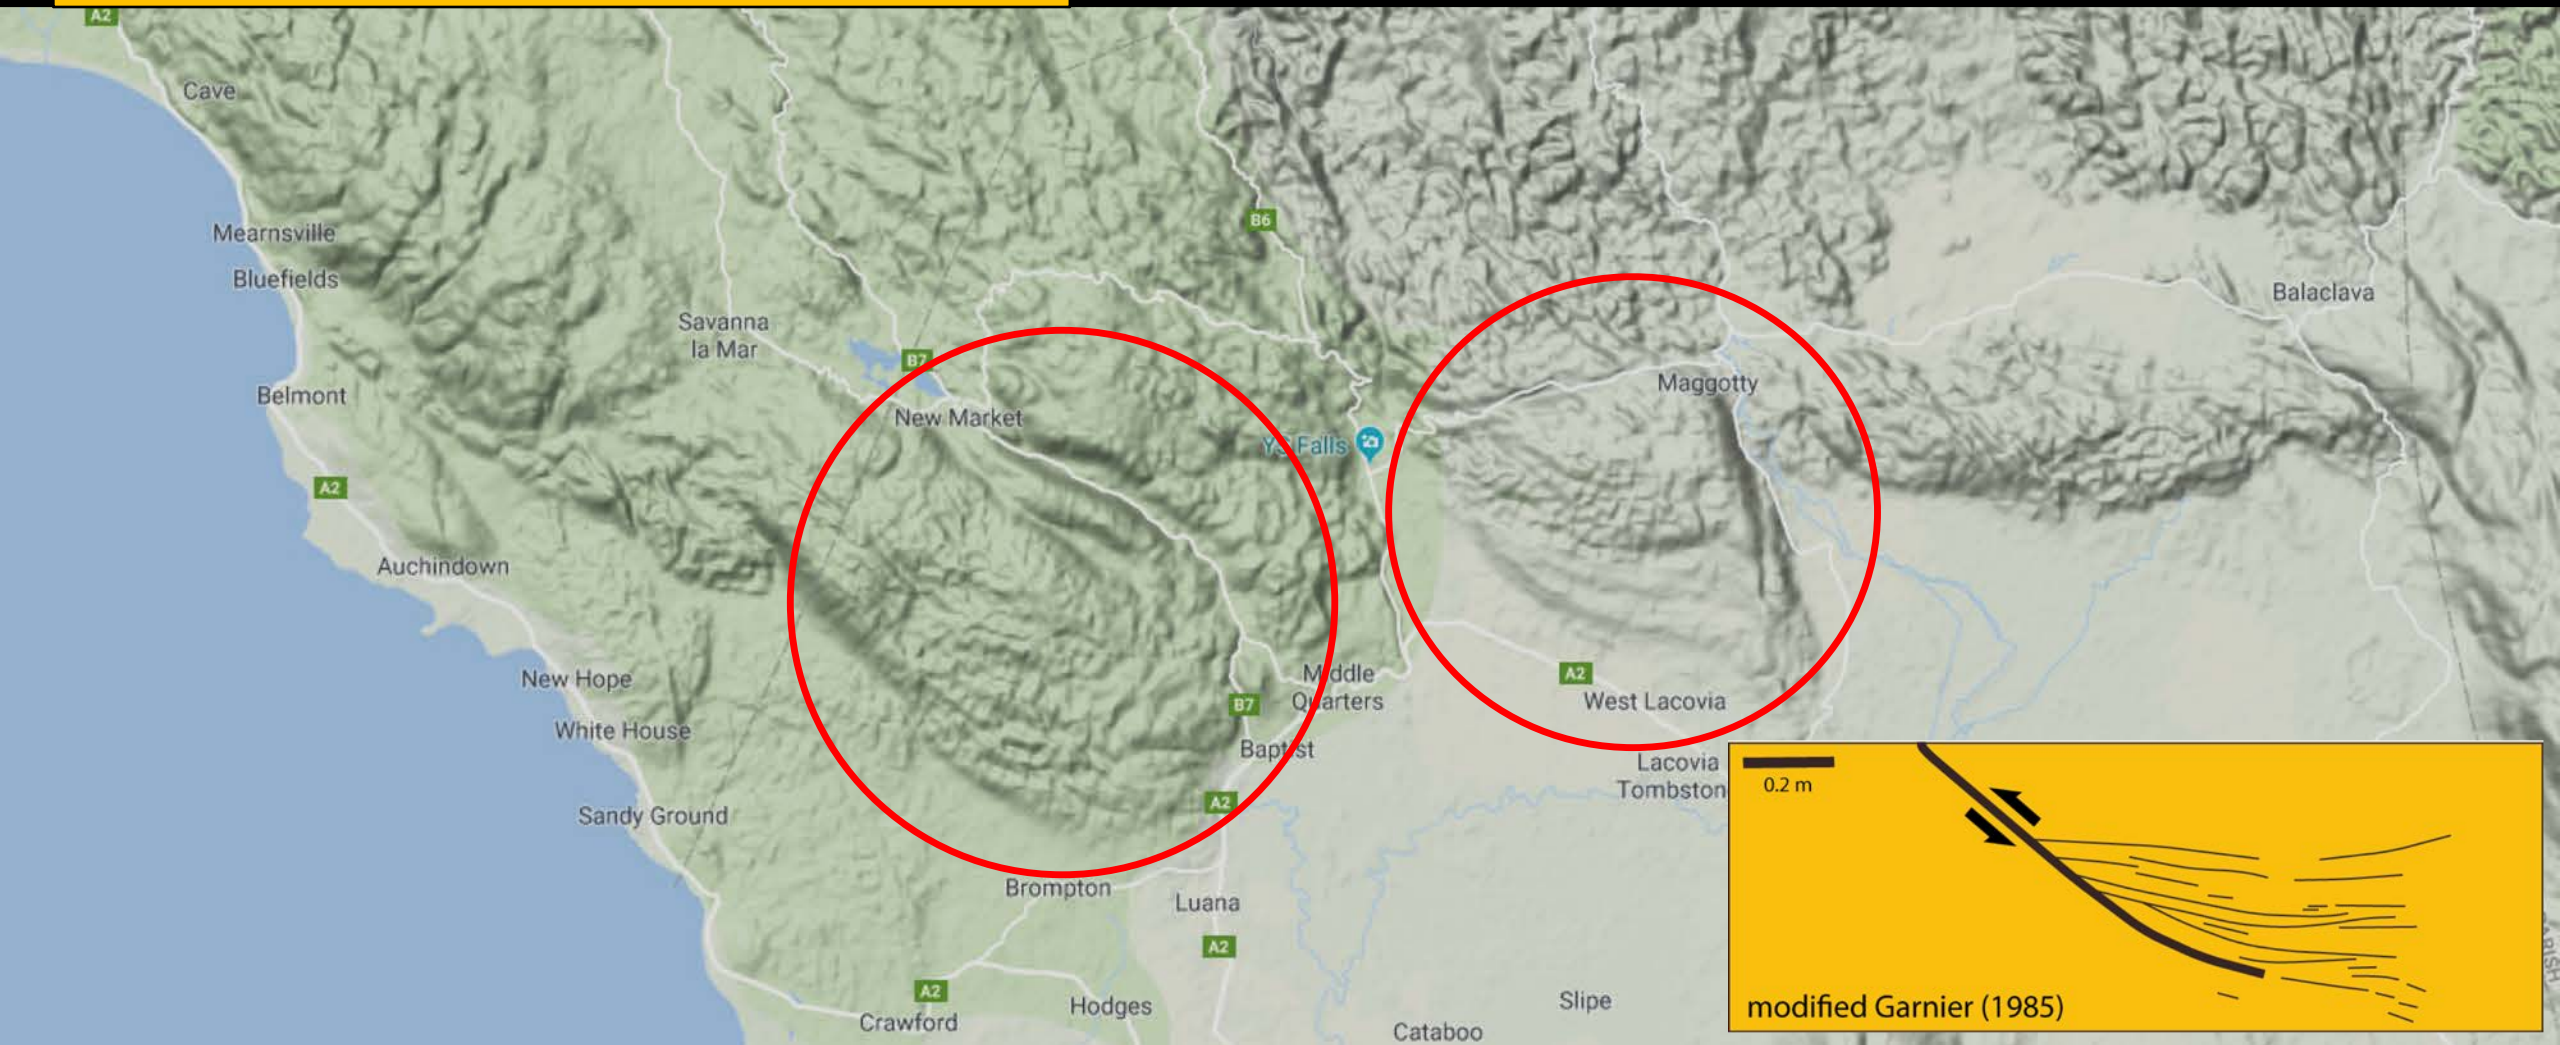 A2
Cave
B6
Mearnsville
Bluefields
Balaclava
Savanna
la Mar
B7
Maggotty
Belmont
New Market
YS Falls
A2
Auchindown
New Hope
Middle
Quarters
A2
West Lacovia
B7
White House
Baptist
Lacovia
Tombston
A2
Sandy Ground
0.2 m
Brompton
Luana
A2
A2
Hodges
Slipe
Crawford
Cataboo
modified Garnier (1985)
PARISH